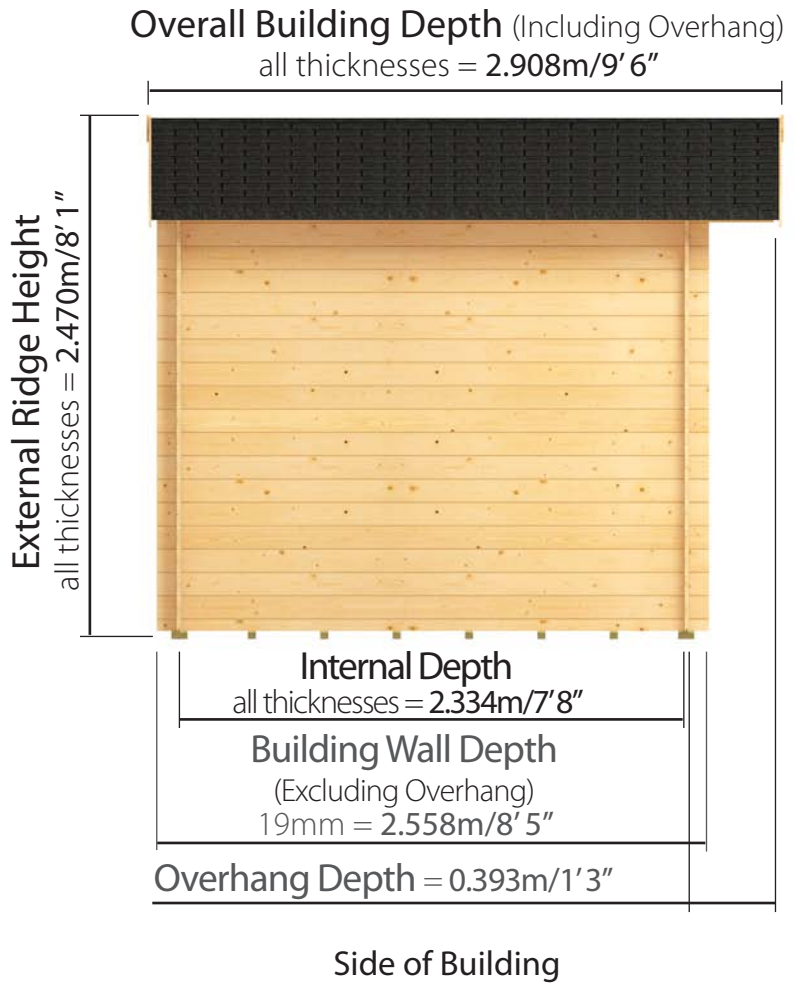 Overall Building Depth (Including Overhang)
all thicknesses = 2.908m/9’ 6”
External Ridge Height
all thicknesses = 2.470m/8’ 1”
Internal Depth
all thicknesses = 2.334m/7’8”
Building Wall Depth
(Excluding Overhang)
19mm = 2.558m/8’ 5”
Overhang Depth = 0.393m/1’ 3”
Side of Building